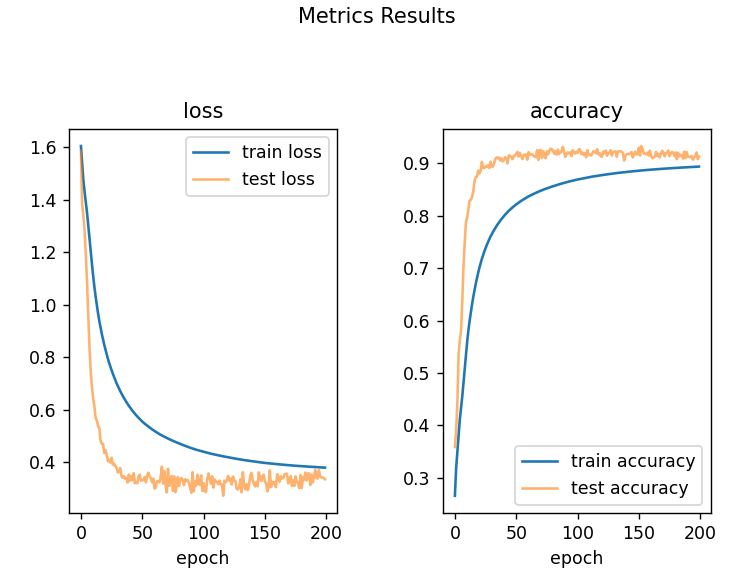 Metrics Results
loss
1.6
1.4
1.2
1.0
0.8
0.6
0.4
train loss
test loss
0 50 100 150 200
epoch
accuracy
0.9
0.8
0.7
0.6
0.5
0.4
0.3
train accuracy
test accuracy
0 50 100 150 200
epoch